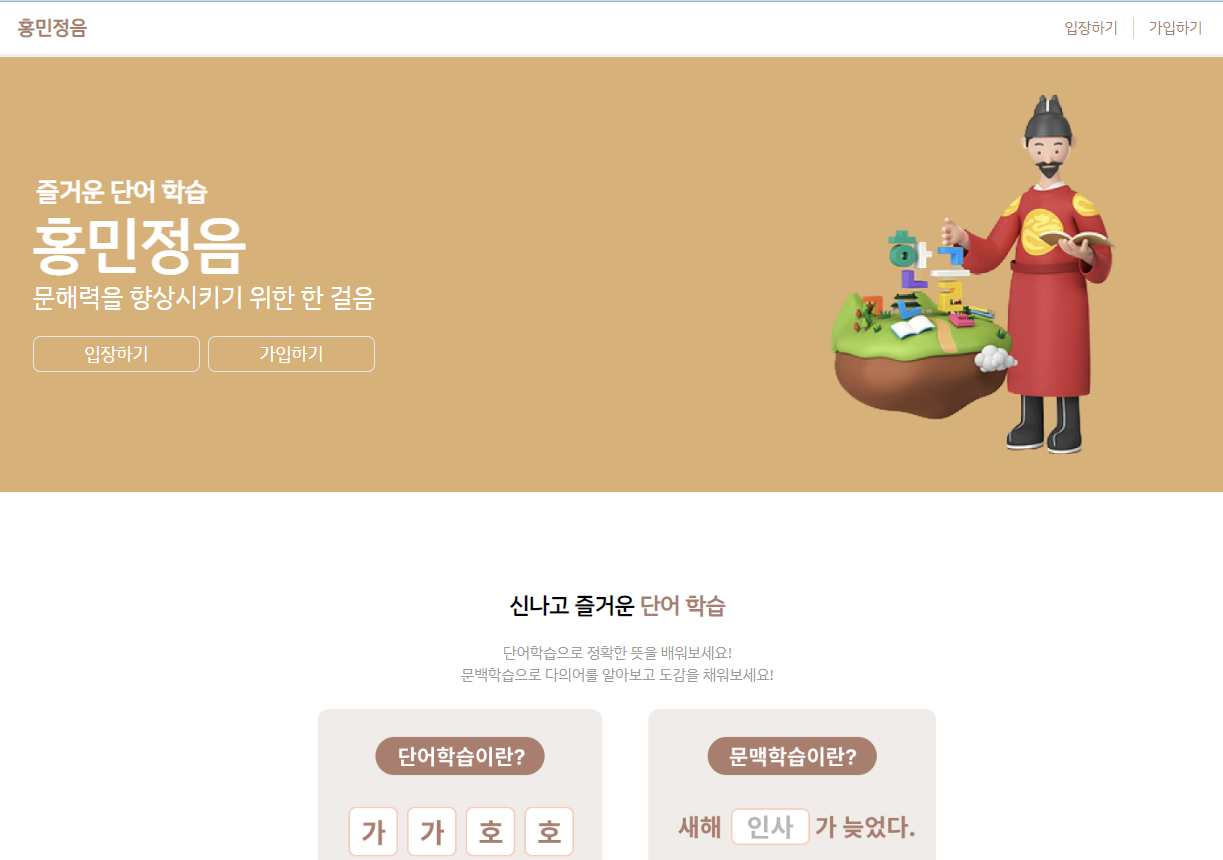 홍민정음
입장하기 가입하기
즐거운 단어 학습
홍민정음
문해력을 향상시키기 위한 한 걸음
입장하기 가입하기
한글
신나고 즐거운 단어 학습
단어학습으로 정확한 뜻을 배워보세요!
문백학습으로 다의어를 알아보고 도감을 채워보세요!
단어학습이란?
가 가 호 호
문맥학습이란?
새해 인사 가 늦었다.